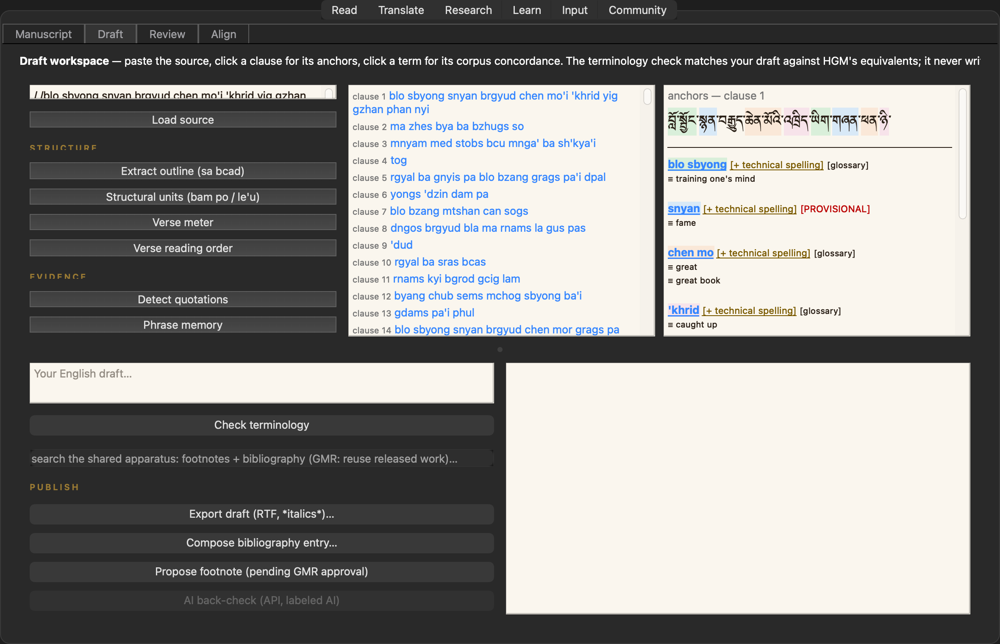 Read Translate Research Learn Input Community
Manuscript Draft Review Align
Draft workspace — paste the source, click a clause for its anchors, click a term for its corpus concordance. The terminology check matches your draft against HGM's equivalents; it never wri
/ /blo sbyong snyan brgyud chen mo'i 'khrid yig gzhan
Load source
STRUCTURE
Extract outline (sa bcad)
Structural units (bam po / le'u)
Verse meter
Verse reading order
EVIDENCE
Detect quotations
Phrase memory
clause 1 blo sbyong snyan brgyud chen mo'i 'khrid yig
gzhan phan nyi
clause 2 ma zhes bya ba bzhugs so
clause 3 mnyam med stobs bcu mnga' ba sh'kya'i
clause 4 tog
clause 5 rgyal ba gnyis pa blo bzang grags pa'i dpal
clause 6 yongs 'dzin dam pa
clause 7 blo bzang mtshan can sogs
clause 8 dngos brgyud bla ma rnams la gus pas
clause 9 'dud
clause 10 rgyal ba sras bcas
clause 11 rnams kyi bgrod gcig lam
clause 12 byang chub sems mchog sbyong ba'i
clause 13 gdams pa'i phul
clause 14 blo sbyong snyan brgyud chen mor grags pa
anchors — clause 1
བློ་སྦྱོང་སྙན་བརྒྱུད་ཆེན་མོའི་འཁྲིད་ཡིག་གཞན་ཕན་ཉི་
blo sbyong [+ technical spelling] [glossary]
≡ training one's mind
snyan [+ technical spelling] [PROVISIONAL]
≡ fame
chen mo [+ technical spelling] [glossary]
≡ great
≡ great book
'khrid [+ technical spelling] [glossary]
≡ caught up
Your English draft...
Check terminology
search the shared apparatus: footnotes + bibliography (GMR: reuse released work)...
PUBLISH
Export draft (RTF, *italics*)...
Compose bibliography entry...
Propose footnote (pending GMR approval)
AI back-check (API, labeled AI)